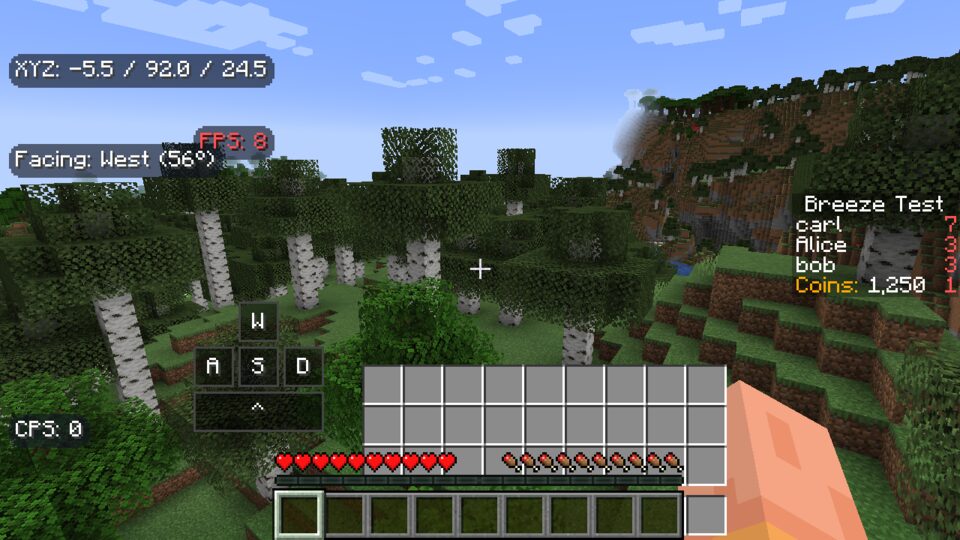 XYZ: -5.5 / 92.0 / 24.5
FPS: 8
Facing: West (56º)
Breeze Test
carl 7
Alice 3
bob 3
Coins: 1,250 1
W
A S D
^
CPS: 0